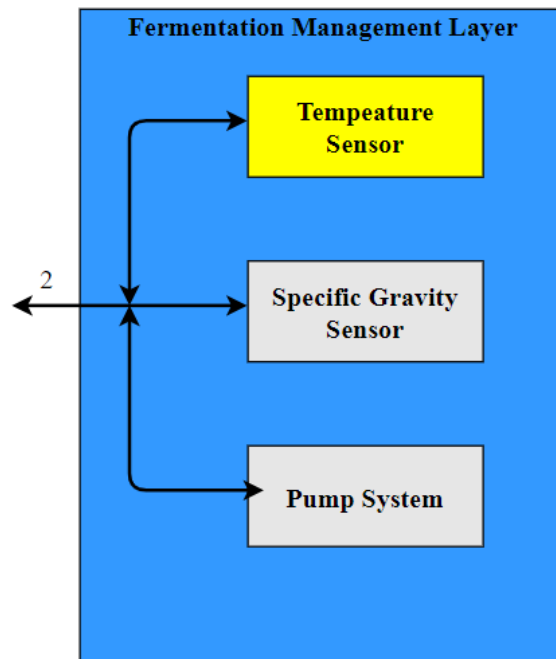 Fermentation Management Layer
Tempeature
Sensor
2
Specific Gravity
Sensor
Pump System